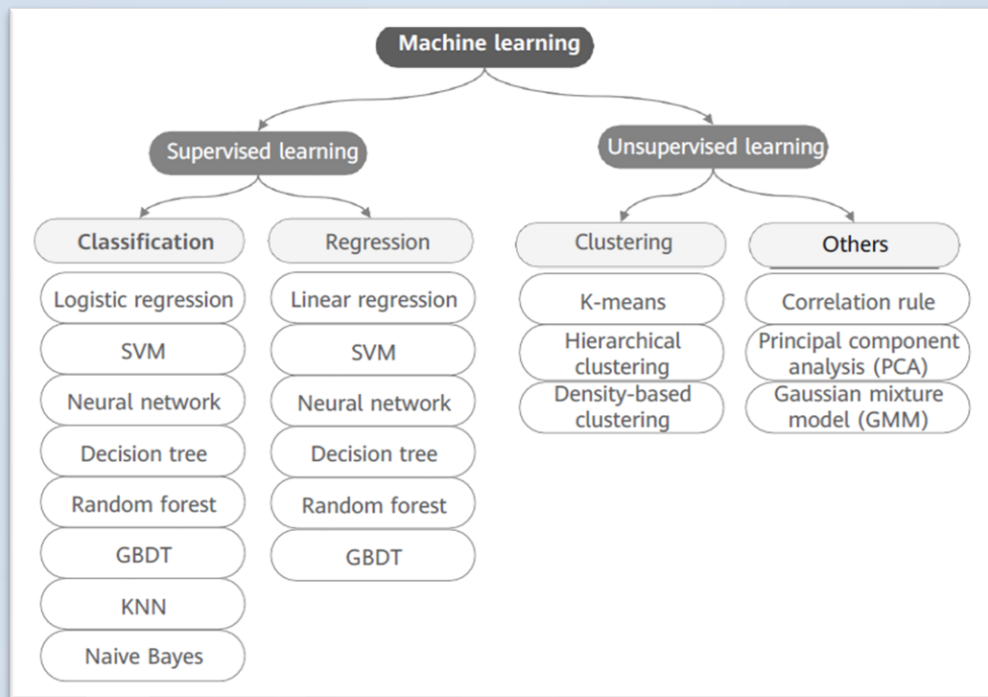 Machine learning
Supervised learning
Unsupervised learning
Classification
Regression
Clustering
Others
Logistic regression
SVM
Neural network
Decision tree
Random forest
GBDT
KNN
Naive Bayes
Linear regression
SVM
Neural network
Decision tree
Random forest
GBDT
K-means
Hierarchical
clustering
Density-based
clustering
Correlation rule
Principal component
analysis (PCA)
Gaussian mixture
model (GMM)